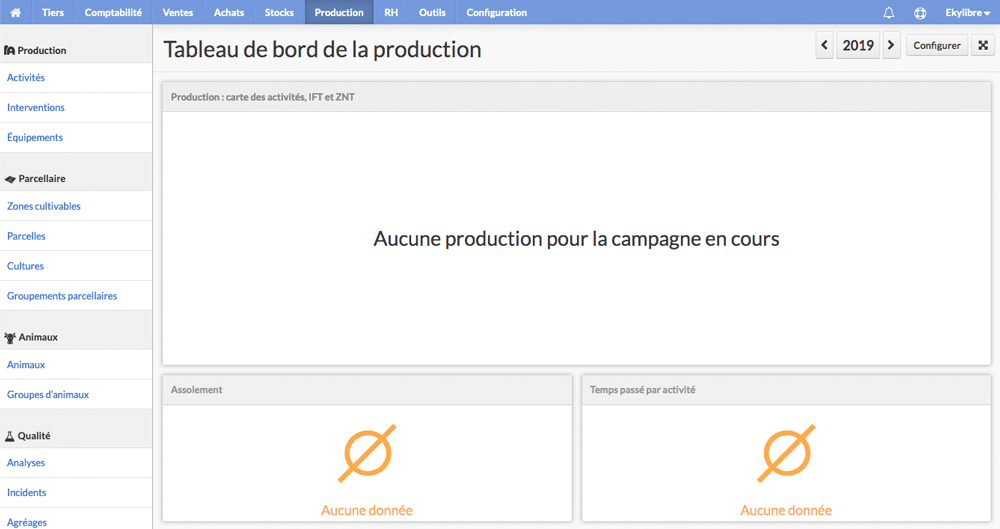 Tiers Comptabilité Ventes Achats Stocks Production RH Outils Configuration Ekylibre
Production
Activités
Interventions
Équipements
Parcellaire
Zones cultivables
Parcelles
Cultures
Groupements parcellaires
Animaux
Animaux
Groupes d'animaux
Qualité
Analyses
Incidents
Agréages
Tableau de bord de la production
2019
Configurer
Production : carte des activités, IFT et ZNT
Aucune production pour la campagne en cours
Assolement
Aucune donnée
Temps passé par activité
Aucune donnée